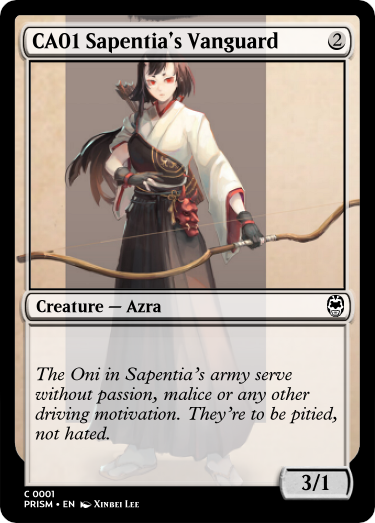 CA01 Sapentia's Vanguard 2
Creature — Azra
The Oni in Sapentia's army serve
without passion, malice or any other
driving motivation. They're to be pitied,
not hated.
3/1
C 0001
PRISM • EN Xinbei Lee